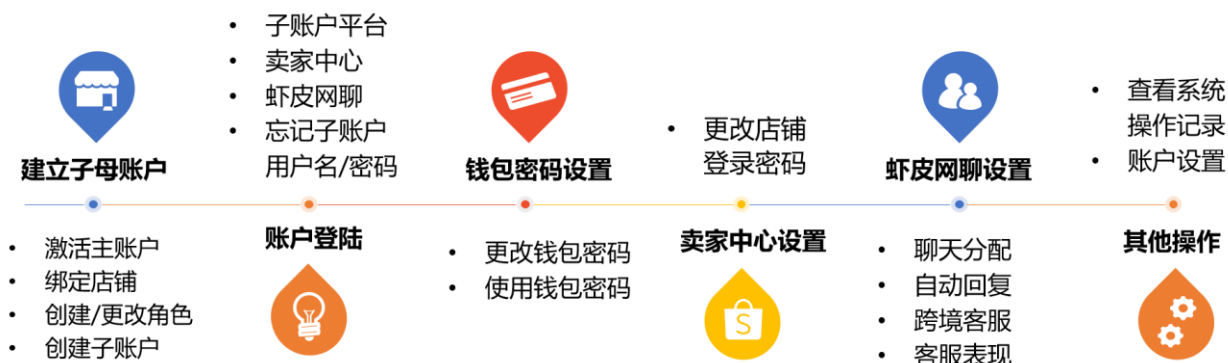 建立子母账户
• 激活主账户
• 绑定店铺
• 创建/更改角色
• 创建子账户
• 子账户平台
• 卖家中心
• 虾皮网聊
• 忘记子账户
用户名/密码
账户登陆
钱包密码设置
• 更改钱包密码
• 使用钱包密码
• 更改店铺
登录密码
卖家中心设置
S
虾皮网聊设置
• 聊天分配
• 自动回复
• 跨境客服
• 客服表现
• 查看系统
操作记录
• 账户设置
其他操作